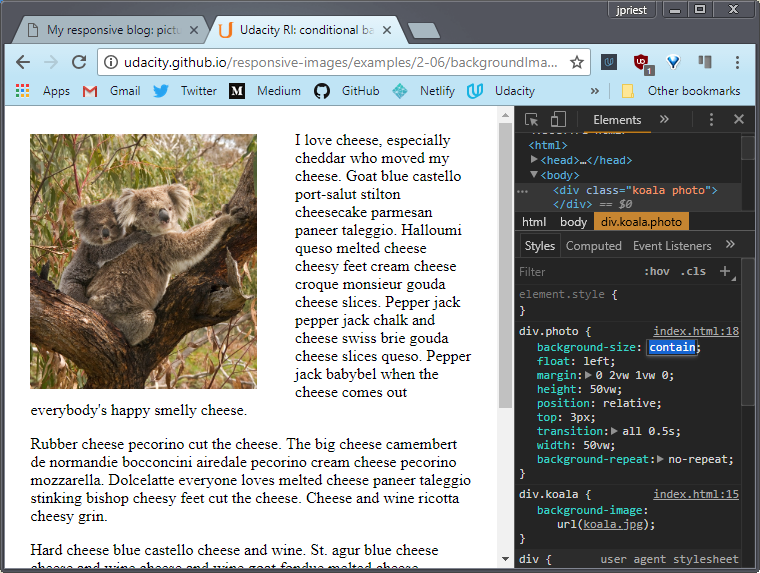 jpriest
My responsive blog: pictu
Udacity RI: conditional ba
udacity.github.io/responsive-images/examples/2-06/backgroundIma...
Apps Gmail Twitter Medium GitHub Netlify Udacity » Other bookmarks
I love cheese, especially
cheddar who moved my
cheese. Goat blue castello
port-salut stilton
cheesecake parmesan
paneer taleggio. Halloumi
queso melted cheese
cheesy feet cream cheese
croque monsieur gouda
cheese slices. Pepper jack
pepper jack chalk and
cheese swiss brie gouda
cheese slices queso. Pepper
jack babybel when the
cheese comes out
everybody's happy smelly cheese.
Rubber cheese pecorino cut the cheese. The big cheese camembert
de normandie bocconcini airedale pecorino cream cheese pecorino
mozzarella. Dolcelatte everyone loves melted cheese paneer taleggio
stinking bishop cheesy feet cut the cheese. Cheese and wine ricotta
cheesy grin.
Hard cheese blue castello cheese and wine. St. agur blue cheese
cheese and wine cheese and wine goat fondue melted cheese
Elements »
<html>
<head>…</head>
<body>
<div class="koala photo">
</div> == $0
html body div.koala.photo
Styles Computed Event Listeners »
Filter :hov .cls +
element.style {
}
div.photo { index.html:18
background-size: contain;
float: left;
margin: 0 2vw 1vw 0;
height: 50vw;
position: relative;
top: 3px;
transition: all 0.5s;
width: 50vw;
background-repeat: no-repeat;
}
div.koala { index.html:15
background-image:
url(koala.jpg);
}
div { user agent stylesheet